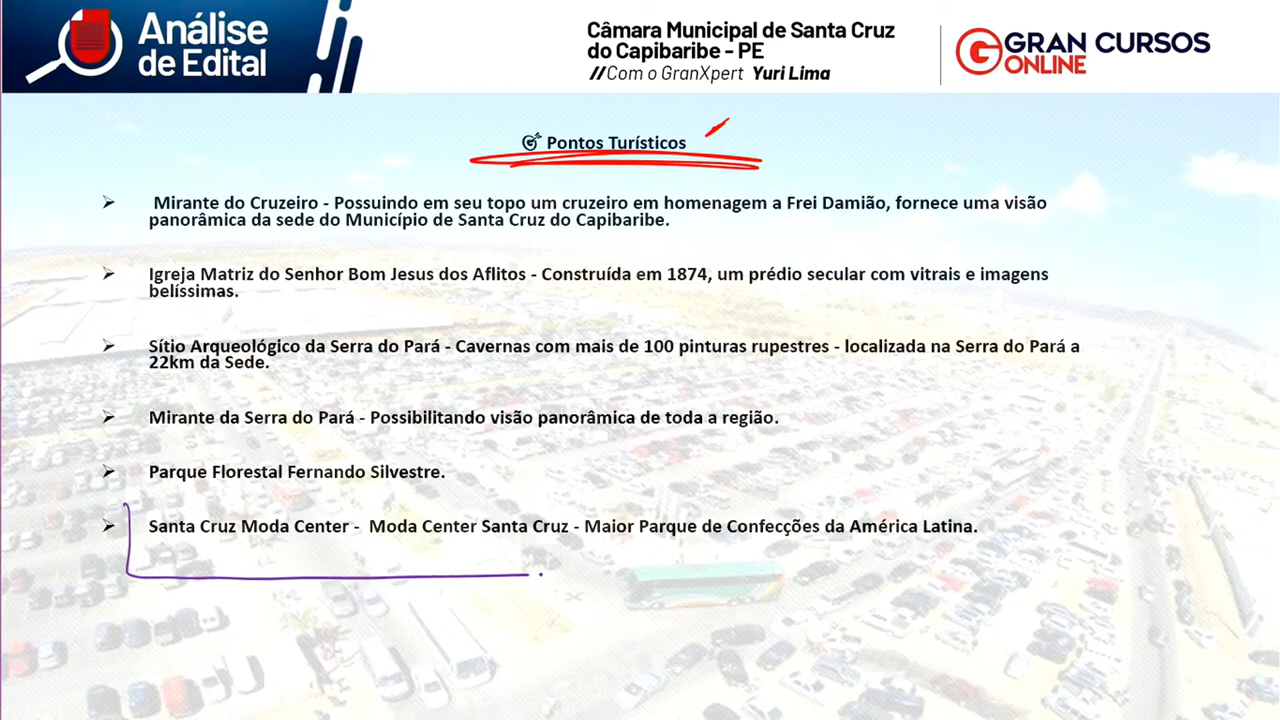 Análise
de Edital
Câmara Municipal de Santa Cruz
do Capibaribe - PE
//Com o GranXpert Yuri Lima
GRAN CURSOS
ONLINE
Pontos Turísticos
➢ Mirante do Cruzeiro - Possuindo em seu topo um cruzeiro em homenagem a Frei Damião, fornece uma visão
panorâmica da sede do Município de Santa Cruz do Capibaribe.
➢ Igreja Matriz do Senhor Bom Jesus dos Aflitos - Construída em 1874, um prédio secular com vitrais e imagens
belíssimas.
➢ Sítio Arqueológico da Serra do Pará - Cavernas com mais de 100 pinturas rupestres - localizada na Serra do Pará a
22km da Sede.
➢ Mirante da Serra do Pará - Possibilitando visão panorâmica de toda a região.
➢ Parque Florestal Fernando Silvestre.
➢ Santa Cruz Moda Center - Moda Center Santa Cruz - Maior Parque de Confecções da América Latina.